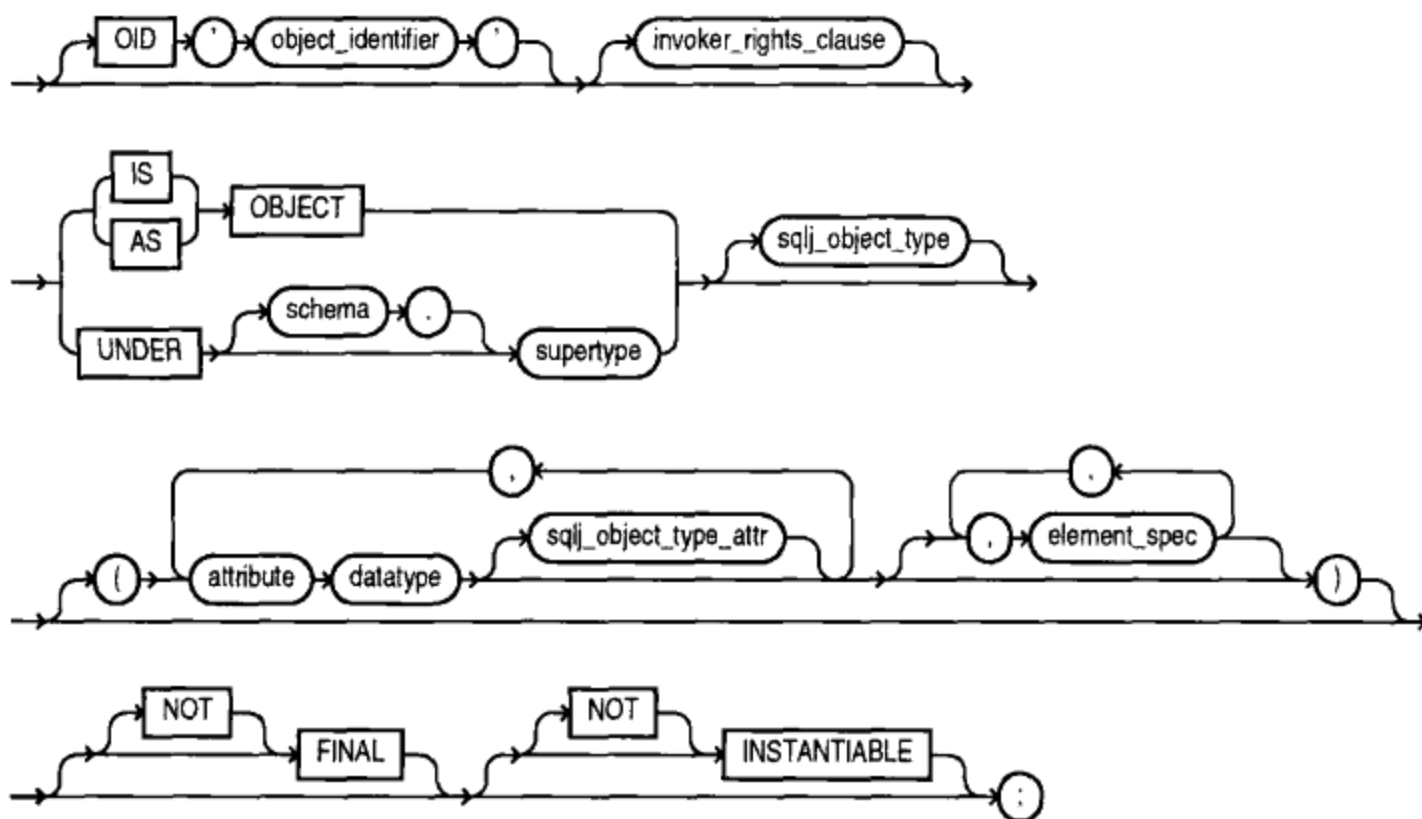 OID ' object_identifier ' invoker_rights_clause
IS
AS
OBJECT
sqlj_object_type
schema .
UNDER
supertype
,
,
sqlj_object_type_attr
, element_spec
( attribute datatype )
NOT
NOT
FINAL
INSTANTIABLE
;